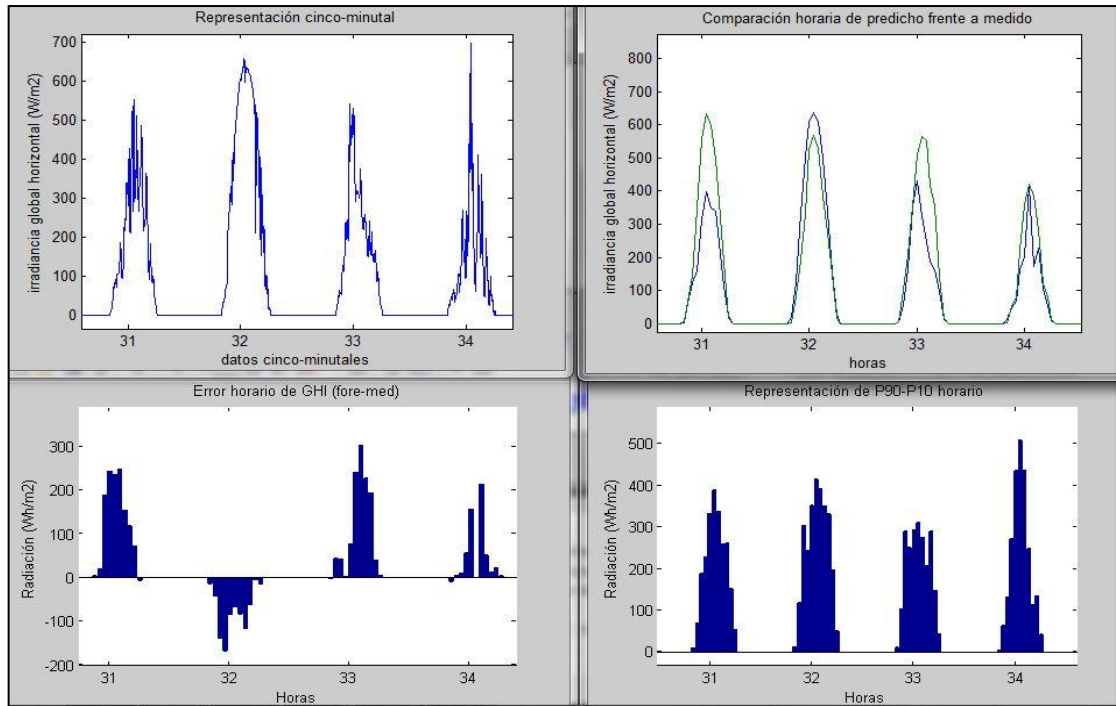 Representación cinco-minutal
irradiancia global horizontal (W/m2)
700
600
500
400
300
200
100
0
31 32 33 34
datos cinco-minutales
Comparación horaria de predicho frente a medido
irradiancia global horizontal (W/m2)
800
700
600
500
400
300
200
100
0
31 32 33 34
horas
Error horario de GHI (fore-med)
Radiación (Wh/m2)
300
200
100
0
-100
-200
31 32 33 34
Horas
Representación de P90-P10 horario
Radiación (Wh/m2)
500
400
300
200
100
0
31 32 33 34
Horas